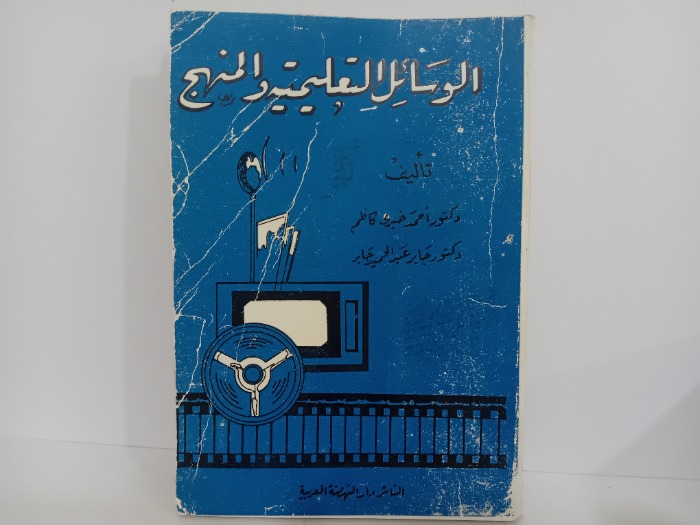 الوسائل التعليمية والمنهج
تأليف
دكتور أحمد خيري كاظم
دكتور جابر عبد الحميد جابر
الناشر دار النهضة العربية